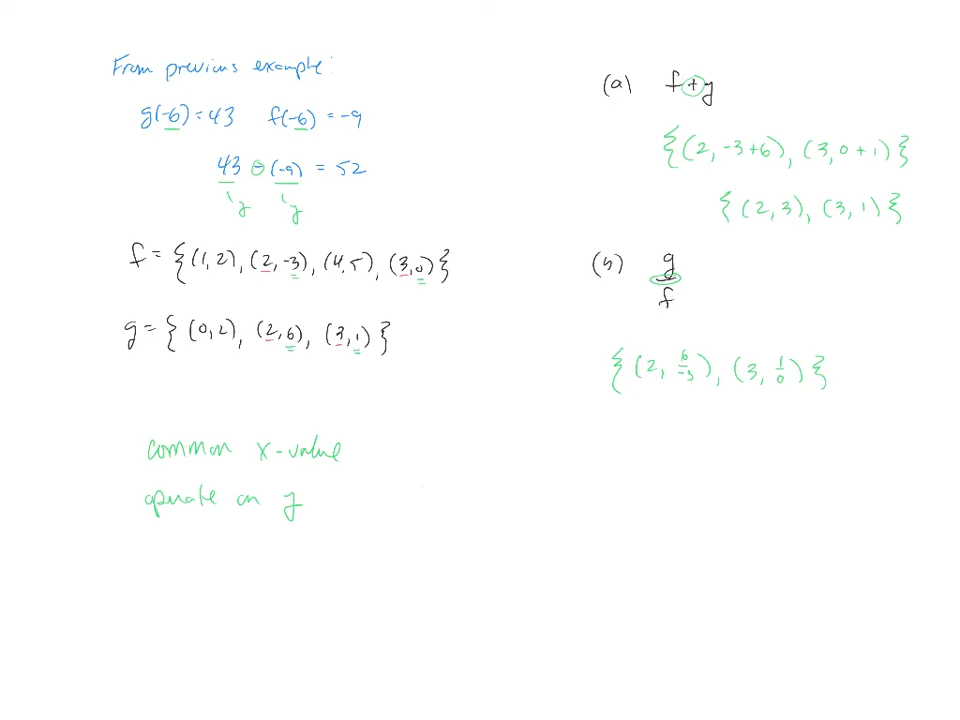 From previous example:
g(-6) = 43 f(-6) = -9
43 - (-9) = 52
y y
f = {(1,2), (2,-3), (4,5), (3,0)}
g = {(0,2), (2,6), (3,1)}
common x-value
operate on y
(a) f+g
{(2, -3+6), (3, 0+1)}
{(2,3), (3,1)}
(b) g/f
{(2, 6/-3), (3, 1/0)}